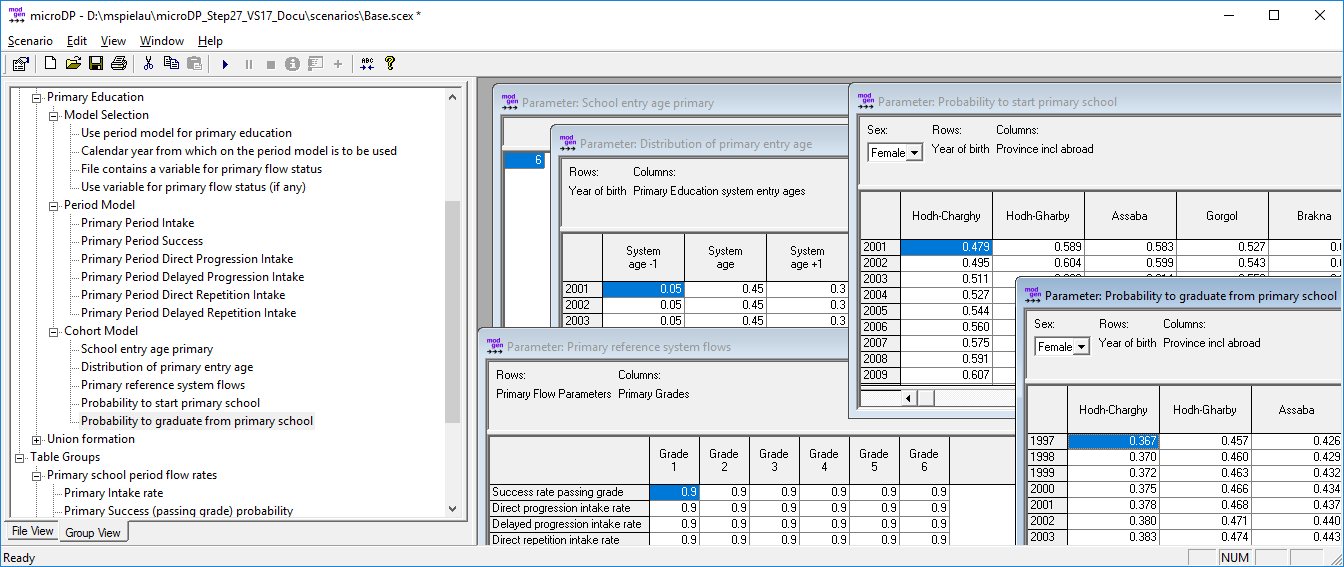 microDP - D:\mspielau\microDP_Step27_VS17_Docu\scenarios\Base.scex *
Scenario Edit View Window Help
Primary Education
Model Selection
Use period model for primary education
Calendar year from which on the period model is to be used
File contains a variable for primary flow status
Use variable for primary flow status (if any)
Period Model
Primary Period Intake
Primary Period Success
Primary Period Direct Progression Intake
Primary Period Delayed Progression Intake
Primary Period Direct Repetition Intake
Primary Period Delayed Repetition Intake
Cohort Model
School entry age primary
Distribution of primary entry age
Primary reference system flows
Probability to start primary school
Probability to graduate from primary school
Union formation
Table Groups
Primary school period flow rates
Primary Intake rate
Primary Success (passing grade) probability
File View Group View
Ready
NUM
Parameter: School entry age primary
6
Parameter: Distribution of primary entry age
Rows: Columns:
Year of birth Primary Education system entry ages
System age -1 System age System age +1
2001 0.05 0.45 0.3
2002 0.05 0.45 0.3
2003 0.05 0.45 0.3
Parameter: Primary reference system flows
Rows: Columns:
Primary Flow Parameters Primary Grades
Grade 1 Grade 2 Grade 3 Grade 4 Grade 5 Grade 6
Success rate passing grade 0.9 0.9 0.9 0.9 0.9 0.9
Direct progression intake rate 0.9 0.9 0.9 0.9 0.9 0.9
Delayed progression intake rate 0.9 0.9 0.9 0.9 0.9 0.9
Direct repetition intake rate 0.9 0.9 0.9 0.9 0.9 0.9
Parameter: Probability to start primary school
Sex: Rows: Columns:
Female Year of birth Province incl abroad
Hodh-Charghy Hodh-Gharby Assaba Gorgol Brakna
2001 0.479 0.589 0.583 0.527
2002 0.495 0.604 0.599 0.543
2003 0.511
2004 0.527
2005 0.544
2006 0.560
2007 0.575
2008 0.591
2009 0.607
Parameter: Probability to graduate from primary school
Sex: Rows: Columns:
Female Year of birth Province incl abroad
Hodh-Charghy Hodh-Gharby Assaba
1997 0.367 0.457 0.426
1998 0.370 0.460 0.429
1999 0.372 0.463 0.432
2000 0.375 0.466 0.434
2001 0.378 0.468 0.437
2002 0.380 0.471 0.440
2003 0.383 0.474 0.443